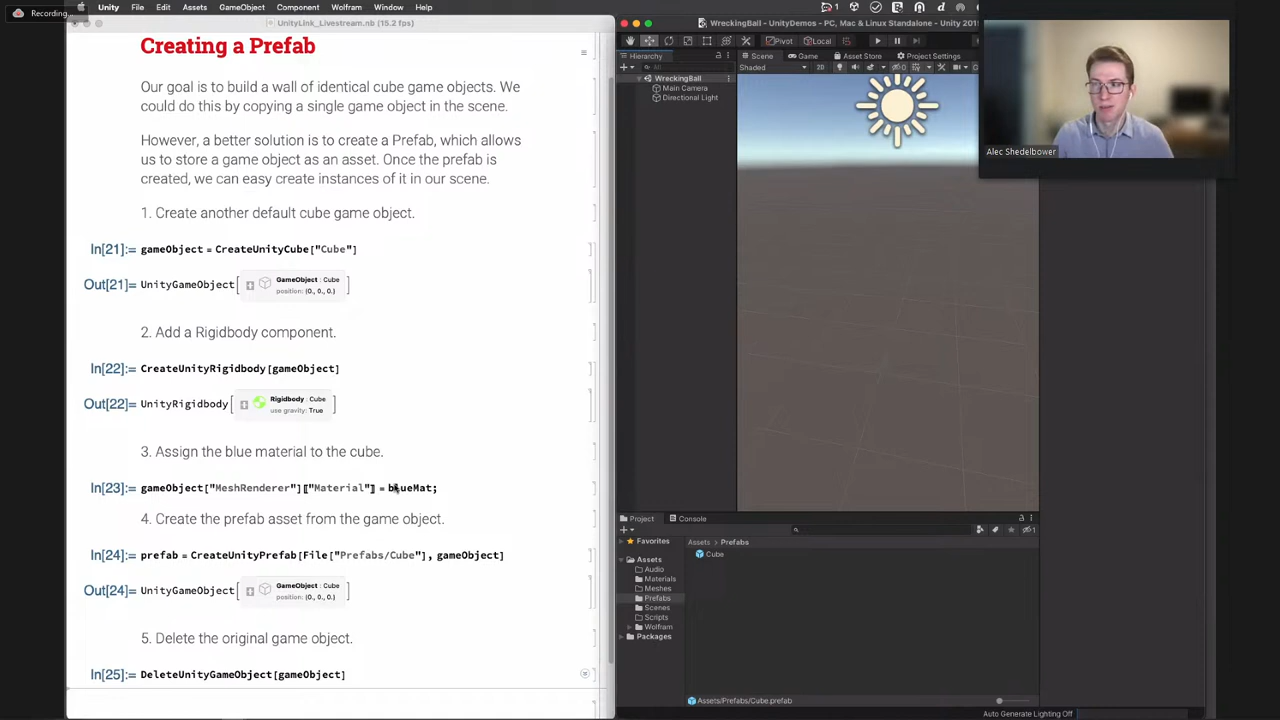 Recording...
Unity File Edit Assets GameObject Component Wolfram Window Help
UnityLink_Livestream.nb (15.2 fps)
Creating a Prefab
Our goal is to build a wall of identical cube game objects. We
could do this by copying a single game object in the scene.
However, a better solution is to create a Prefab, which allows
us to store a game object as an asset. Once the prefab is
created, we can easy create instances of it in our scene.
1. Create another default cube game object.
In[21]:= gameObject = CreateUnityCube["Cube"]
Out[21]= UnityGameObject[ GameObject : Cube
position: (0., 0., 0.) ]
2. Add a Rigidbody component.
In[22]:= CreateUnityRigidbody[gameObject]
Out[22]= UnityRigidbody[ Rigidbody : Cube
use gravity: True ]
3. Assign the blue material to the cube.
In[23]:= gameObject["MeshRenderer"]〚"Material"〛 = blueMat;
4. Create the prefab asset from the game object.
In[24]:= prefab = CreateUnityPrefab[File["Prefabs/Cube"], gameObject]
Out[24]= UnityGameObject[ GameObject : Cube
position: (0., 0., 0.) ]
5. Delete the original game object.
In[25]:= DeleteUnityGameObject[gameObject]
WreckingBall - UnityDemos - PC, Mac & Linux Standalone - Unity
Pivot Local
Hierarchy
All
WreckingBall
Main Camera
Directional Light
Scene Game Asset Store Project Settings
Shaded 2D 0
Alec Shedelbower
Project Console
Favorites
Assets
Audio
Materials
Meshes
Prefabs
Scenes
Scripts
Wolfram
Packages
Assets Prefabs
Cube
1
Assets/Prefabs/Cube.prefab
Auto Generate Lighting Off